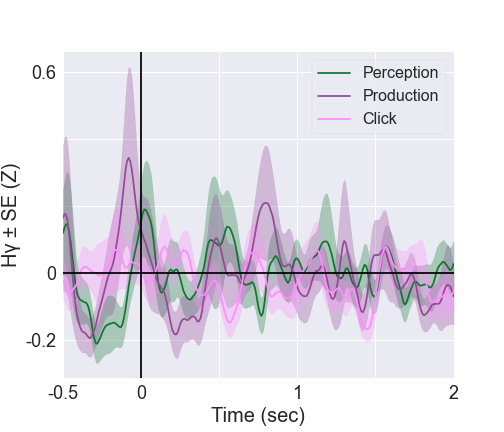 Perception
Production
Click
0.6
0
-0.2
Hγ ± SE (Z)
-0.5
0
1
2
Time (sec)